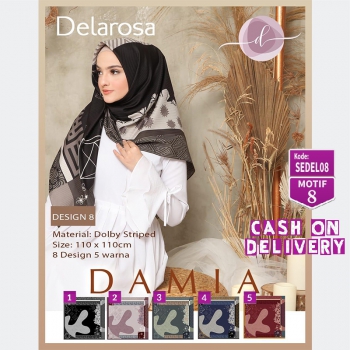 Delarosa
d
Kode:
SEDEL08
MOTIF
8
CASH ON
DELIVERY
DESIGN 8
Material: Dolby Striped
Size: 110 x 110cm
8 Design 5 warna
DAMIA
1 2 3 4 5